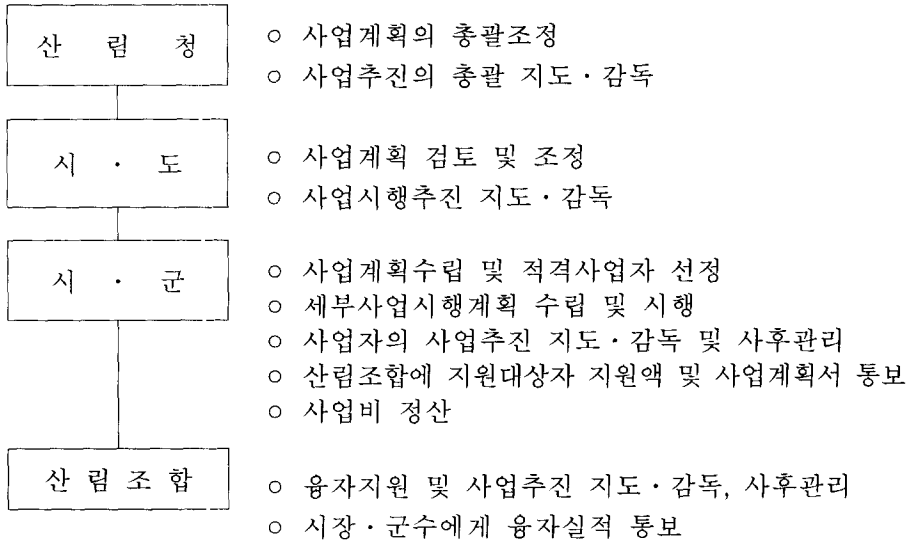 산 림 청
○ 사업계획의 총괄조정
○ 사업추진의 총괄 지도·감독
시 · 도
○ 사업계획 검토 및 조정
○ 사업시행추진 지도·감독
시 · 군
○ 사업계획수립 및 적격사업자 선정
○ 세부사업시행계획 수립 및 시행
○ 사업자의 사업추진 지도·감독 및 사후관리
○ 산림조합에 지원대상자 지원액 및 사업계획서 통보
○ 사업비 정산
산 림 조 합
○ 융자지원 및 사업추진 지도·감독, 사후관리
○ 시장·군수에게 융자실적 통보